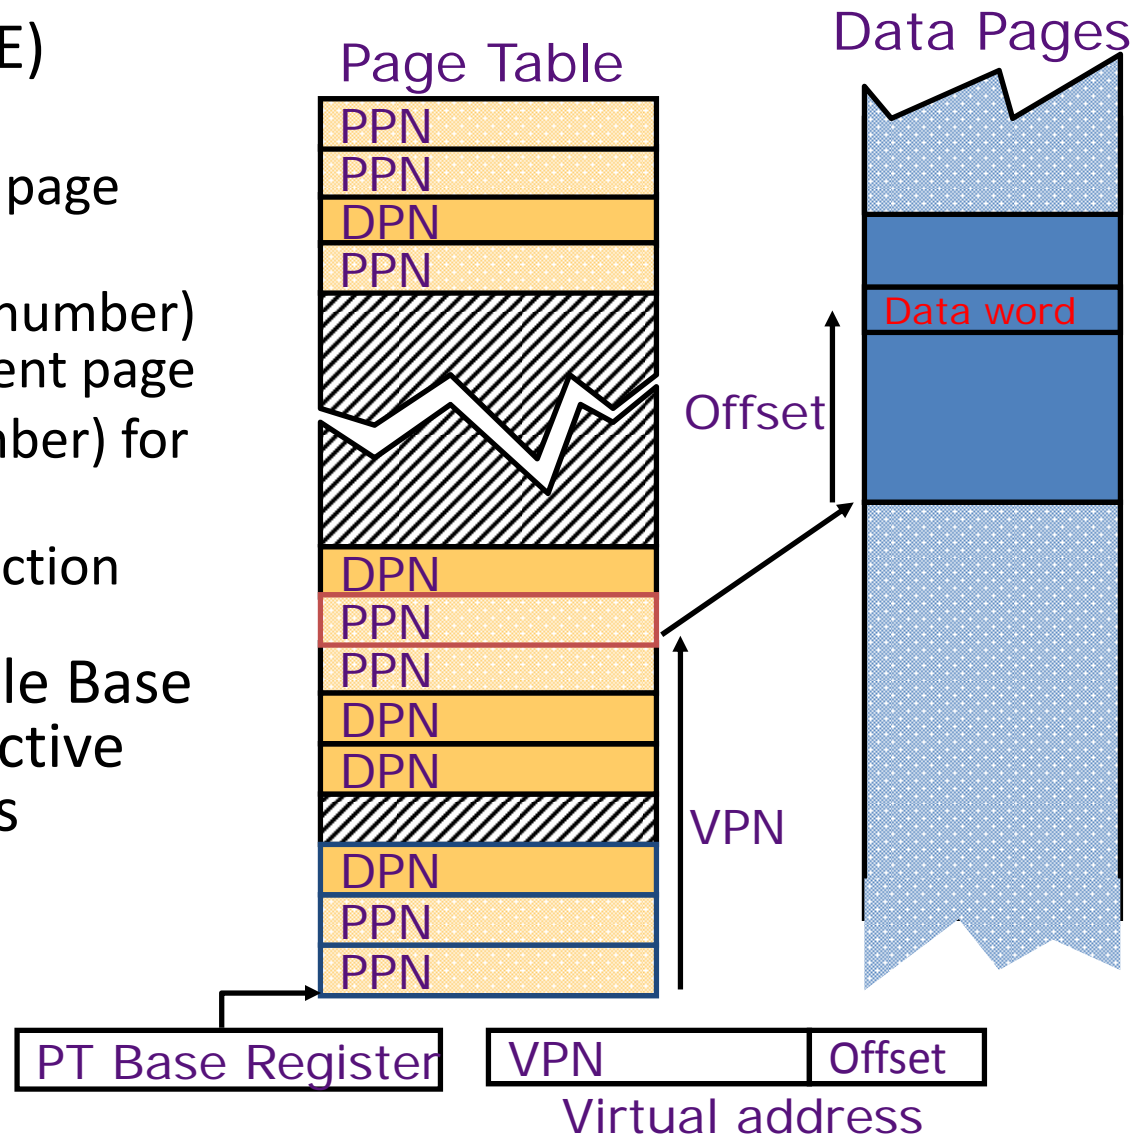 E)
page
number)
ent page
nber) for
ction
le Base
ctive
s
Page Table
PPN
PPN
DPN
PPN
DPN
PPN
PPN
DPN
DPN
DPN
PPN
PPN
VPN
Offset
Data Pages
Data word
PT Base Register
VPN Offset
Virtual address